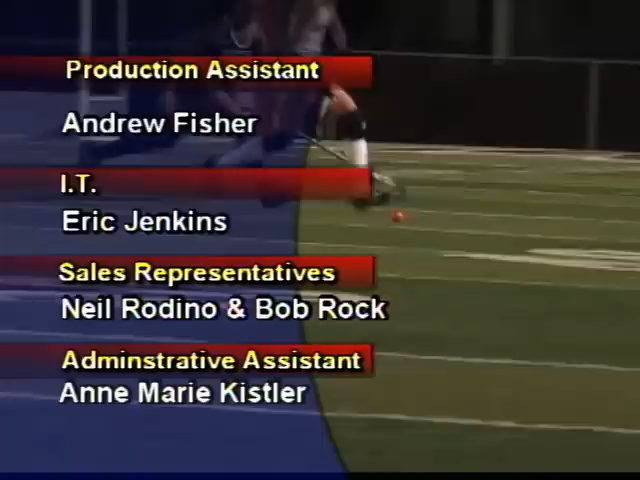 Production Assistant
Andrew Fisher
I.T.
Eric Jenkins
Sales Representatives
Neil Rodino & Bob Rock
Adminstrative Assistant
Anne Marie Kistler